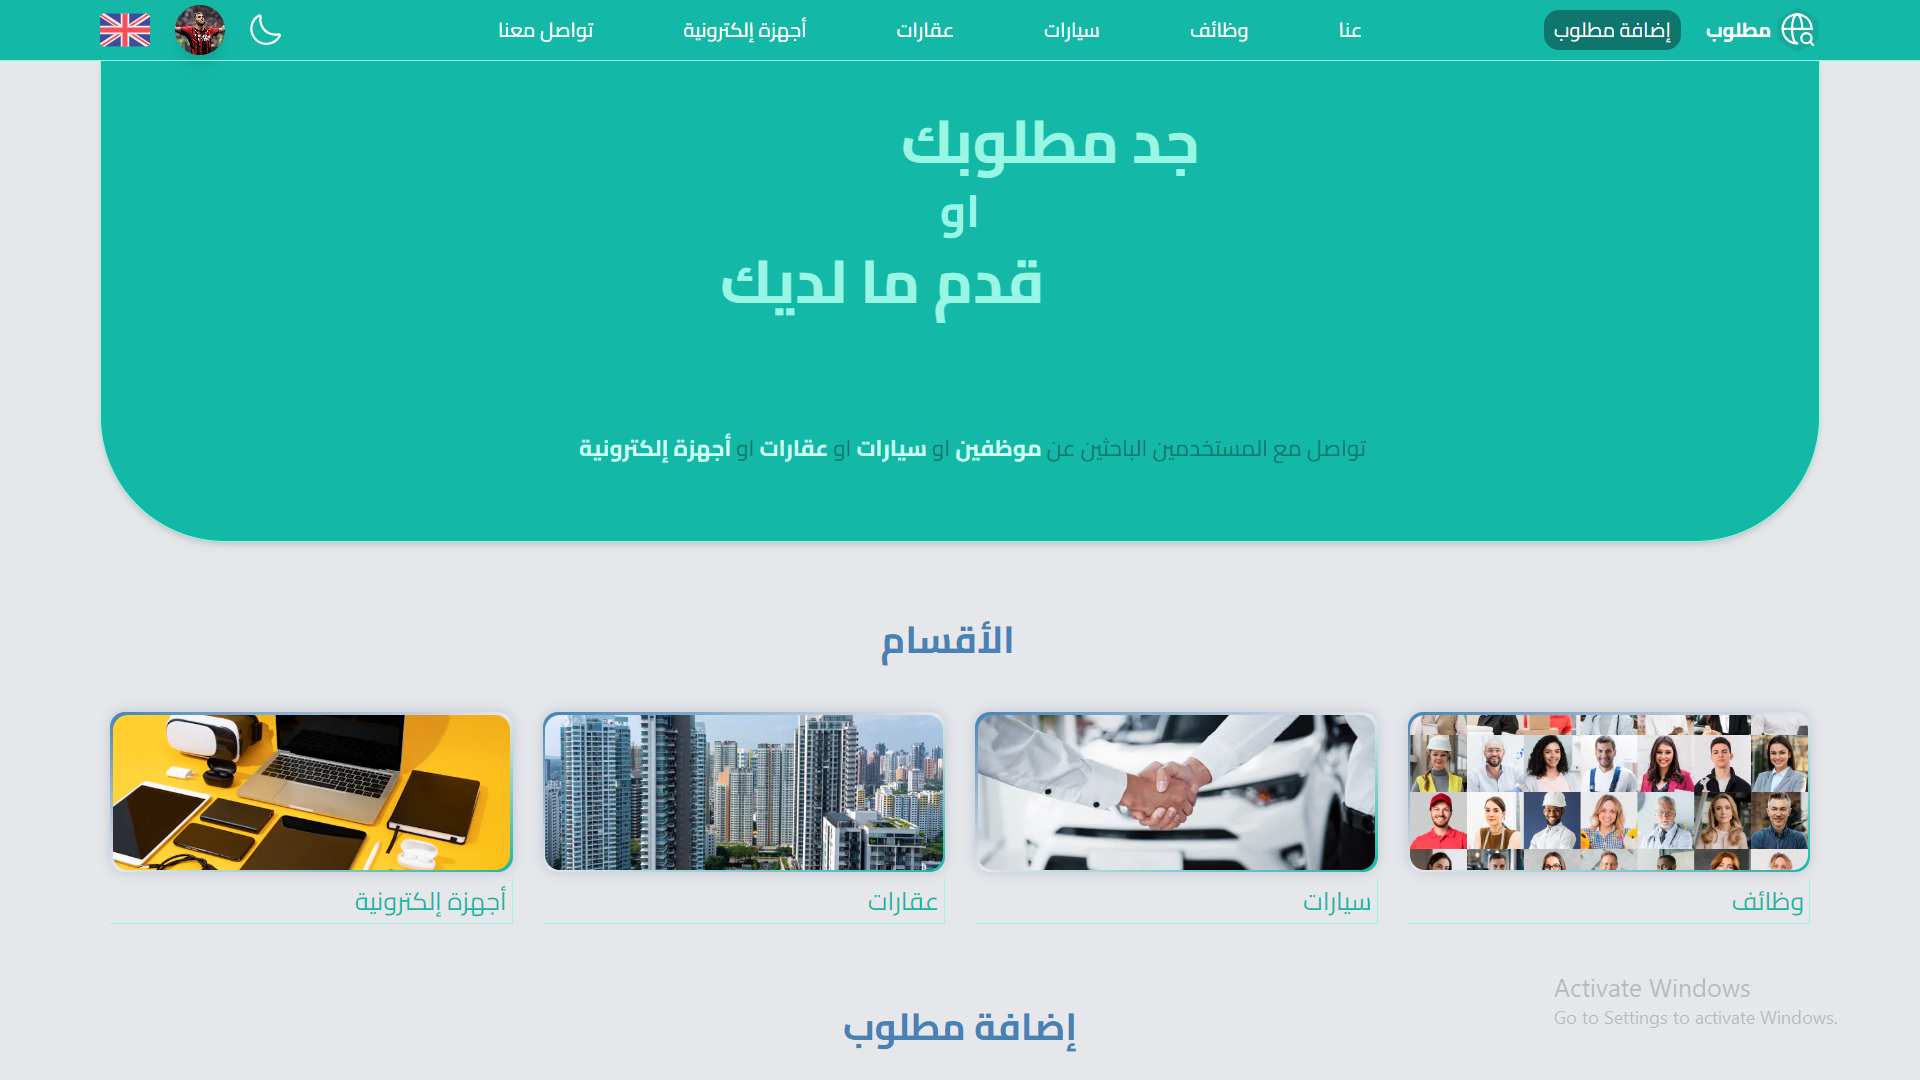 مطلوب
إضافة مطلوب
عنا
وظائف
سيارات
عقارات
أجهزة إلكترونية
تواصل معنا
جد مطلوبك
او
قدم ما لديك
تواصل مع المستخدمين الباحثين عن موظفين او سيارات او عقارات او أجهزة إلكترونية
الأقسام
وظائف
سيارات
عقارات
أجهزة إلكترونية
إضافة مطلوب
Activate Windows
Go to Settings to activate Windows.